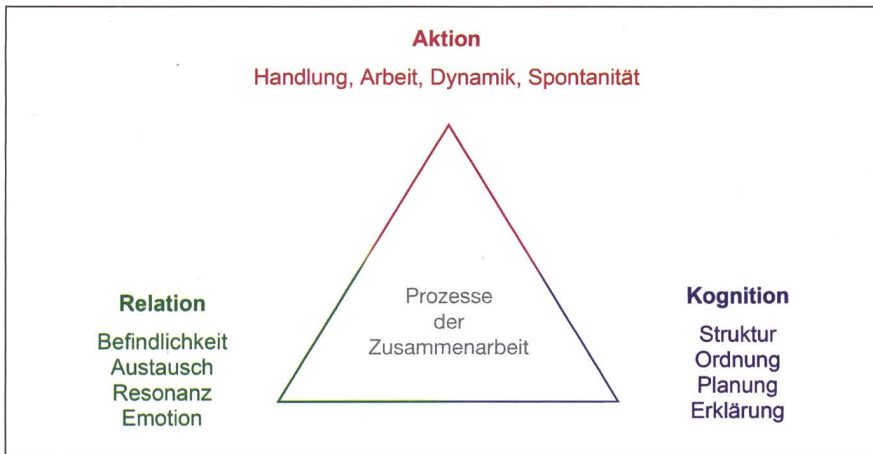 Aktion
Handlung, Arbeit, Dynamik, Spontanität
Relation
Befindlichkeit
Austausch
Resonanz
Emotion
Prozesse
der
Zusammenarbeit
Kognition
Struktur
Ordnung
Planung
Erklärung